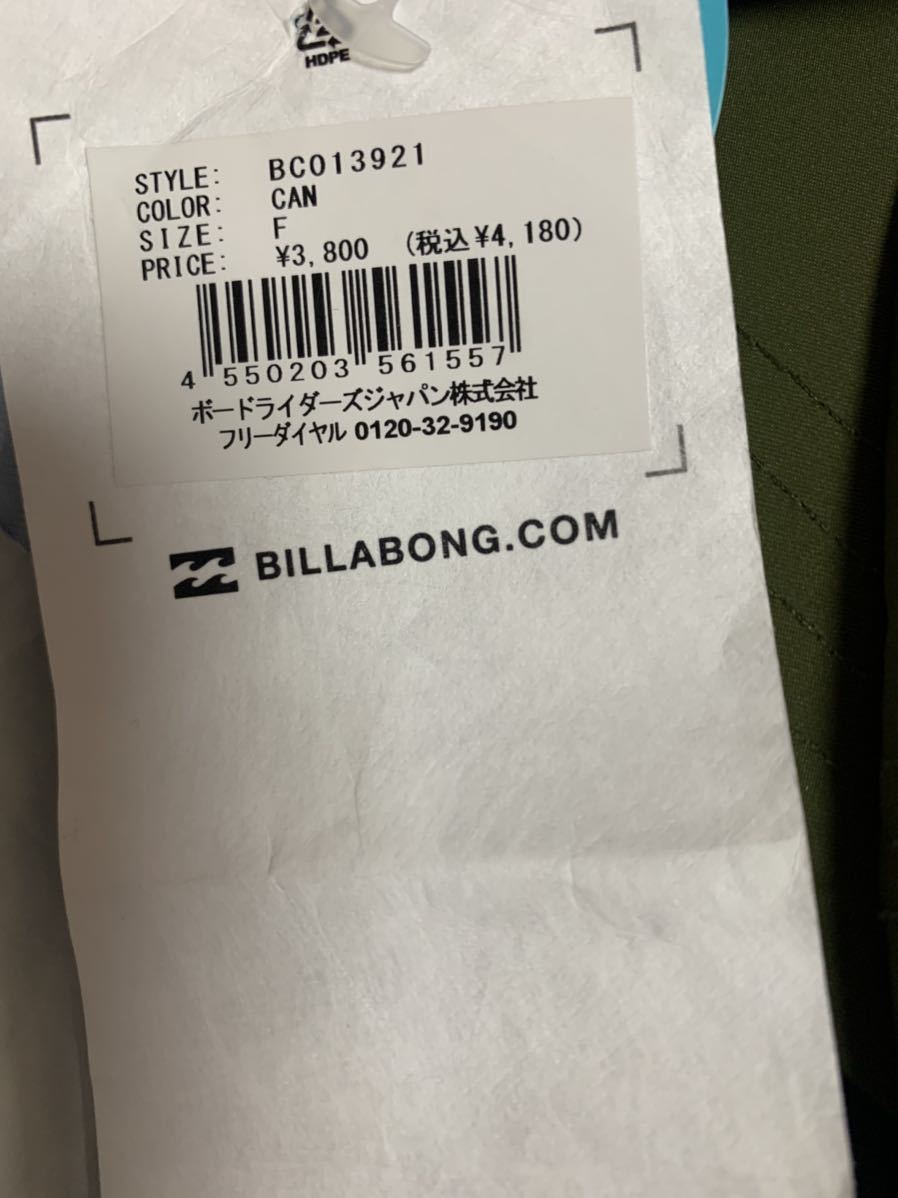 HDPE
STYLE: BC013921
COLOR: CAN
SIZE: F
PRICE: ¥3,800 (税込¥4,180)
4 550203 561557
ボードライダーズジャパン株式会社
フリーダイヤル 0120-32-9190
BILLABONG.COM